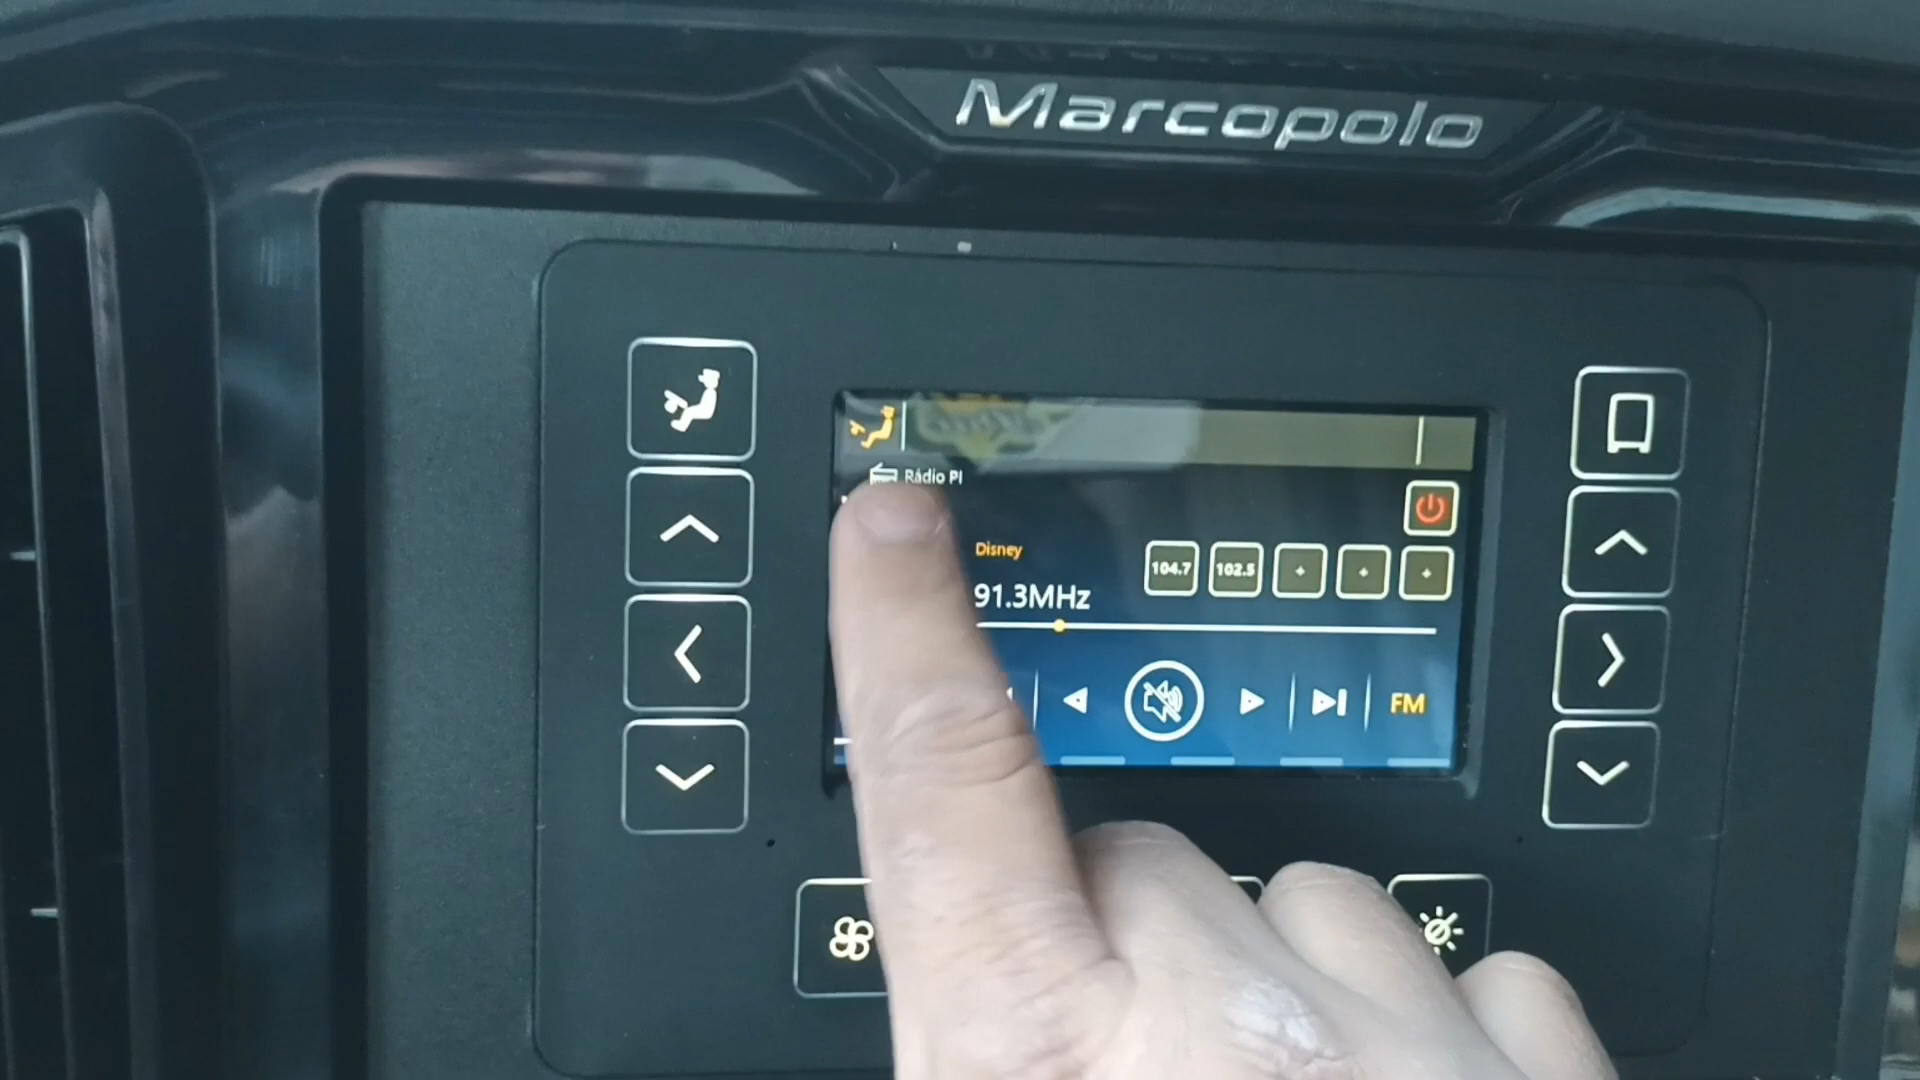 Marcopolo
Rádio PI
Disney
104.7
102.5
+
+
+
91.3MHz
FM